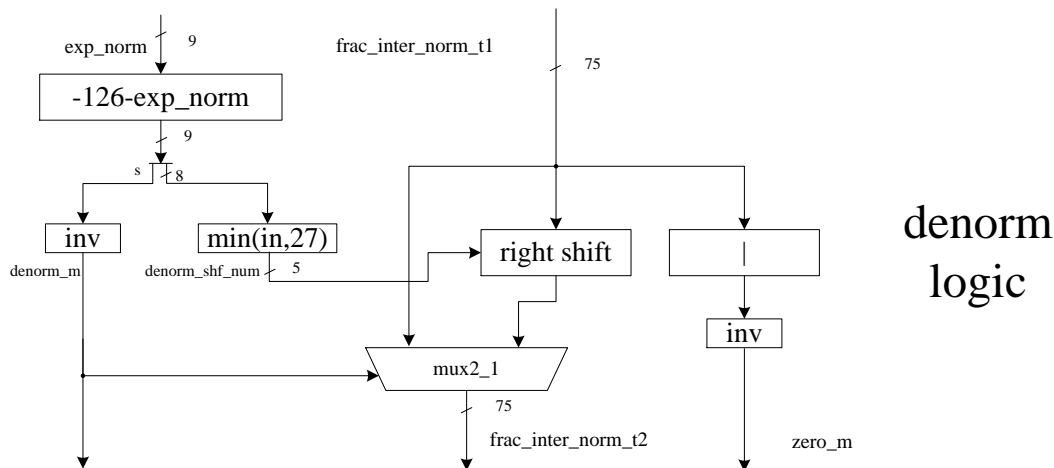 exp_norm
9
-126-exp_norm
9
s
8
inv
min(in,27)
denorm_m
denorm_shf_num
5
frac_inter_norm_t1
75
right shift
|
inv
mux2_1
75
frac_inter_norm_t2
zero_m
denorm
logic